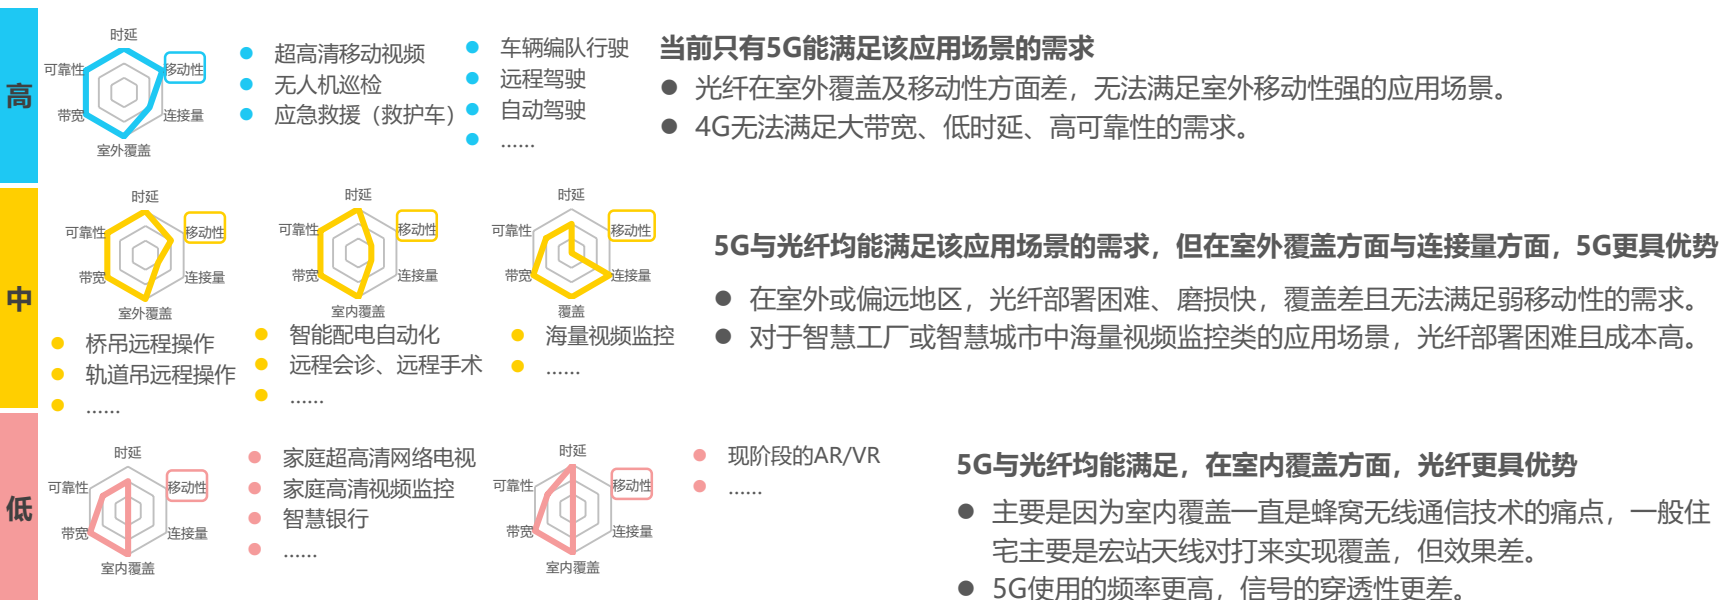 高
时延
可靠性
移动性
带宽
连接量
室外覆盖
超高清移动视频
无人机巡检
应急救援（救护车）
车辆编队行驶
远程驾驶
自动驾驶
......
当前只有5G能满足该应用场景的需求
光纤在室外覆盖及移动性方面差，无法满足室外移动性强的应用场景。
4G无法满足大带宽、低时延、高可靠性的需求。
中
时延
可靠性
移动性
带宽
连接量
室外覆盖
桥吊远程操作
轨道吊远程操作
......
时延
可靠性
移动性
带宽
连接量
室内覆盖
智能配电自动化
远程会诊、远程手术
......
时延
可靠性
移动性
带宽
连接量
覆盖
海量视频监控
......
5G与光纤均能满足该应用场景的需求，但在室外覆盖方面与连接量方面，5G更具优势
在室外或偏远地区，光纤部署困难、磨损快，覆盖差且无法满足弱移动性的需求。
对于智慧工厂或智慧城市中海量视频监控类的应用场景，光纤部署困难且成本高。
低
时延
可靠性
移动性
带宽
连接量
室内覆盖
家庭超高清网络电视
家庭高清视频监控
智慧银行
......
时延
可靠性
移动性
带宽
连接量
室内覆盖
现阶段的AR/VR
......
5G与光纤均能满足，在室内覆盖方面，光纤更具优势
主要是因为室内覆盖一直是蜂窝无线通信技术的痛点，一般住
宅主要是宏站天线对打来实现覆盖，但效果差。
5G使用的频率更高，信号的穿透性更差。